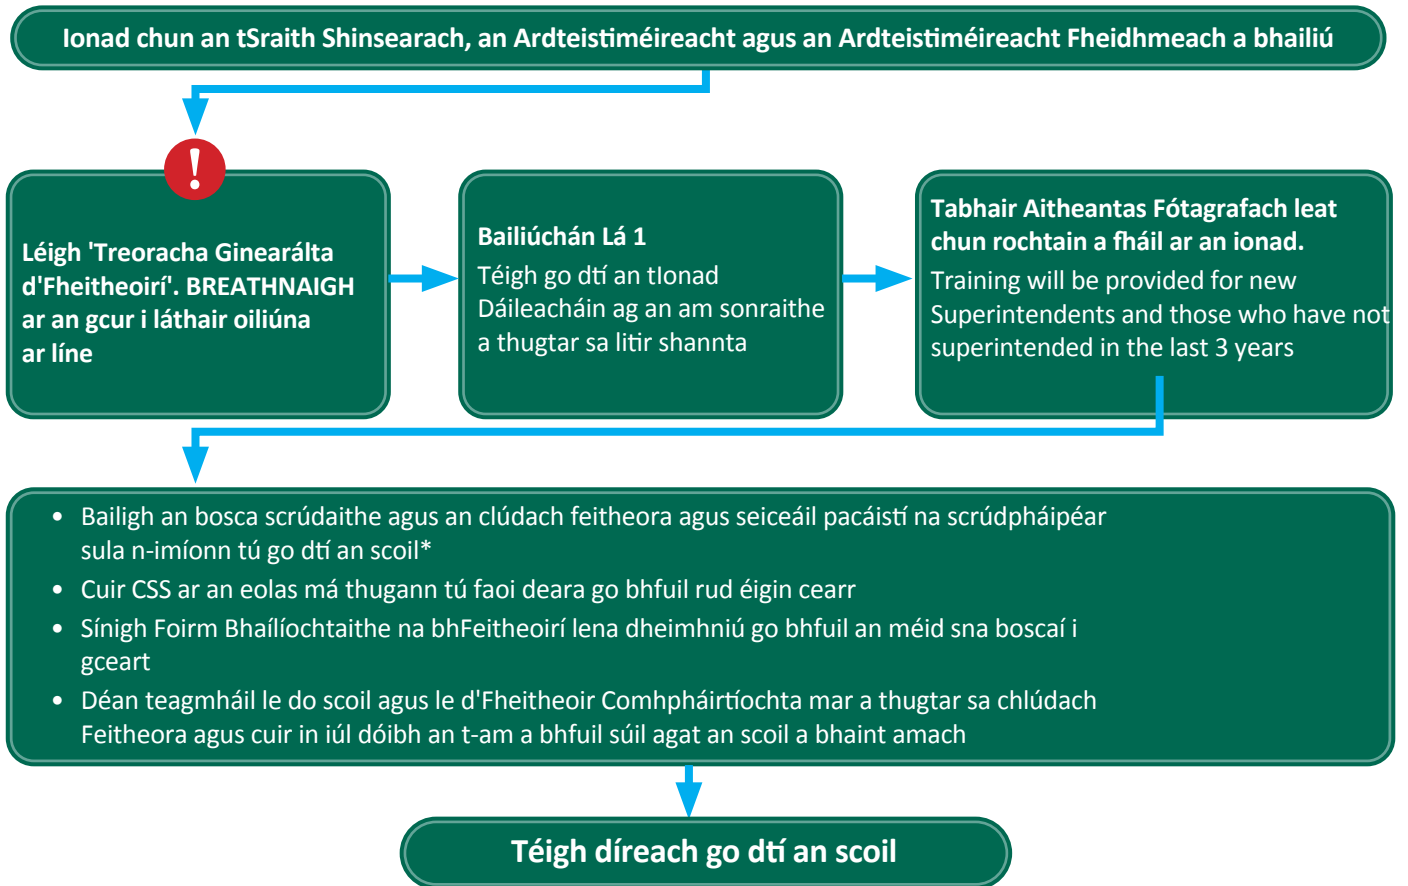 Ionad chun an tSraith Shinsearach, an Ardteistiméireacht agus an Ardteistiméireacht Fheidhmeach a bhailiú
!
Léigh 'Treoracha Ginearálta
d'Fheitheoirí'. BREATHNAIGH
ar an gcur i láthair oiliúna
ar líne
Bailiúchán Lá 1
Téigh go dtí an tIonad
Dáileacháin ag an am sonraithe
a thugtar sa litir shannta
Tabhair Aitheantas Fótagrafach leat
chun rochtain a fháil ar an ionad.
Training will be provided for new
Superintendents and those who have not
superintended in the last 3 years
• Bailigh an bosca scrúdaithe agus an clúdach feitheora agus seiceáil pacáistí na scrúdpháipéar
sula n-imíonn tú go dtí an scoil*
• Cuir CSS ar an eolas má thugann tú faoi deara go bhfuil rud éigin cearr
• Sínigh Foirm Bhaílíochtaithe na bhFeitheoirí lena dheimhniú go bhfuil an méid sna boscaí i
gceart
• Déan teagmháil le do scoil agus le d'Fheitheoir Comhpháirtíochta mar a thugtar sa chlúdach
Feitheora agus cuir in iúl dóibh an t-am a bhfuil súil agat an scoil a bhaint amach
Téigh díreach go dtí an scoil